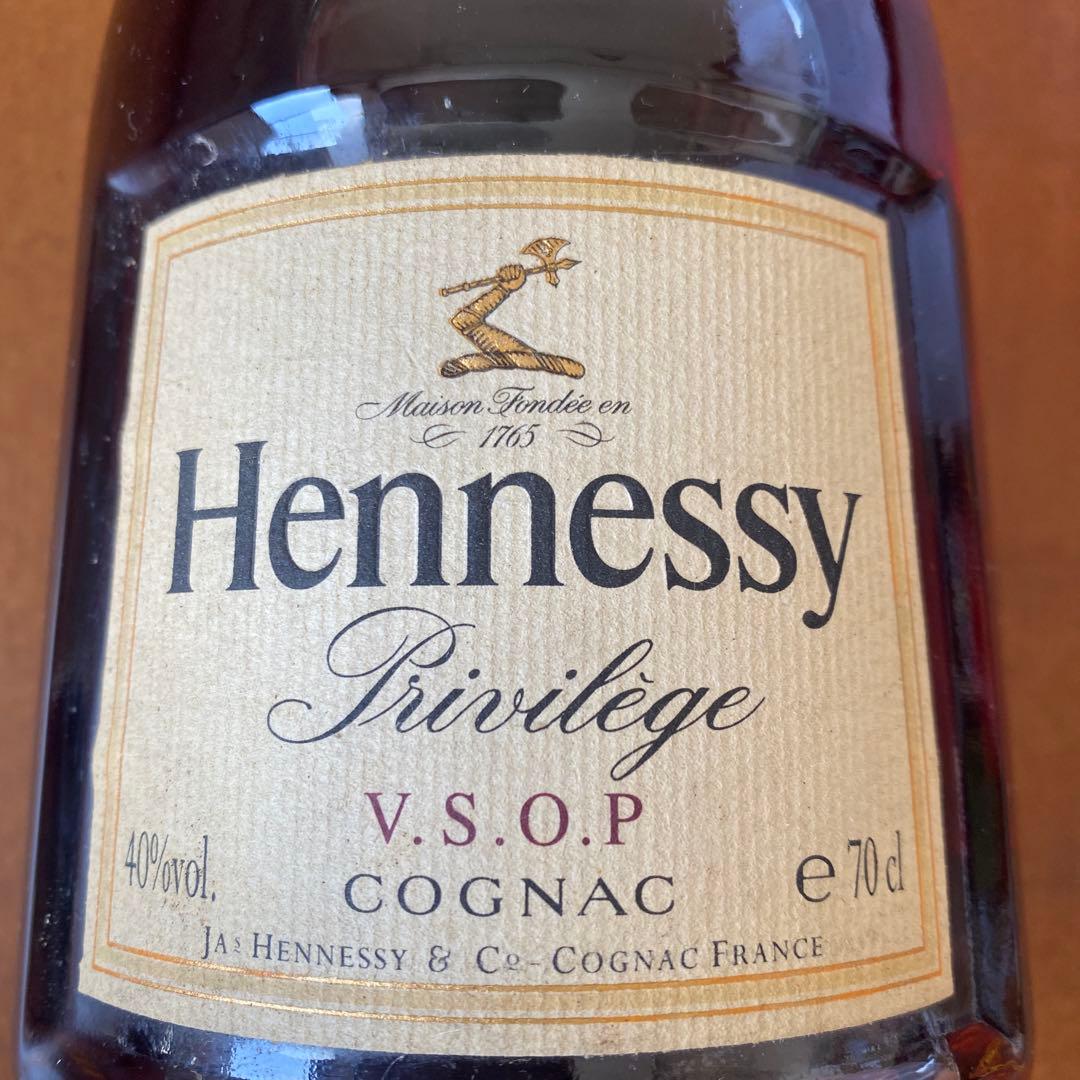 Maison Fondée en
1765
Hennessy
Privilège
V.S.O.P
40%vol.
COGNAC
e 70 cl
JAS HENNESSY & Co - COGNAC FRANCE